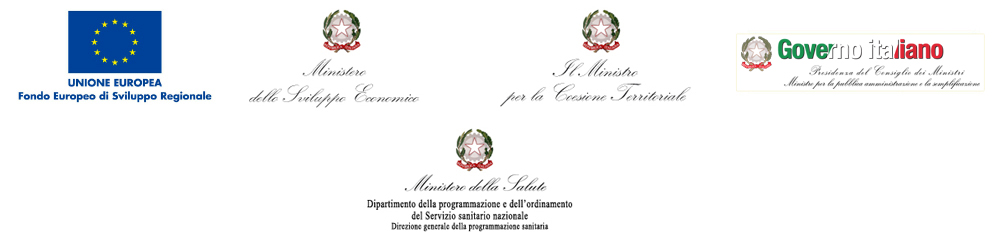 UNIONE EUROPEA
Fondo Europeo di Sviluppo Regionale
Ministero
dello Sviluppo Economico
Il Ministro
per la Coesione Territoriale
Governo italiano
Presidenza del Consiglio dei Ministri
Ministro per la pubblica amministrazione e la semplificazione
Ministero della Salute
Dipartimento della programmazione e dell'ordinamento
del Servizio sanitario nazionale
Direzione generale della programmazione sanitaria